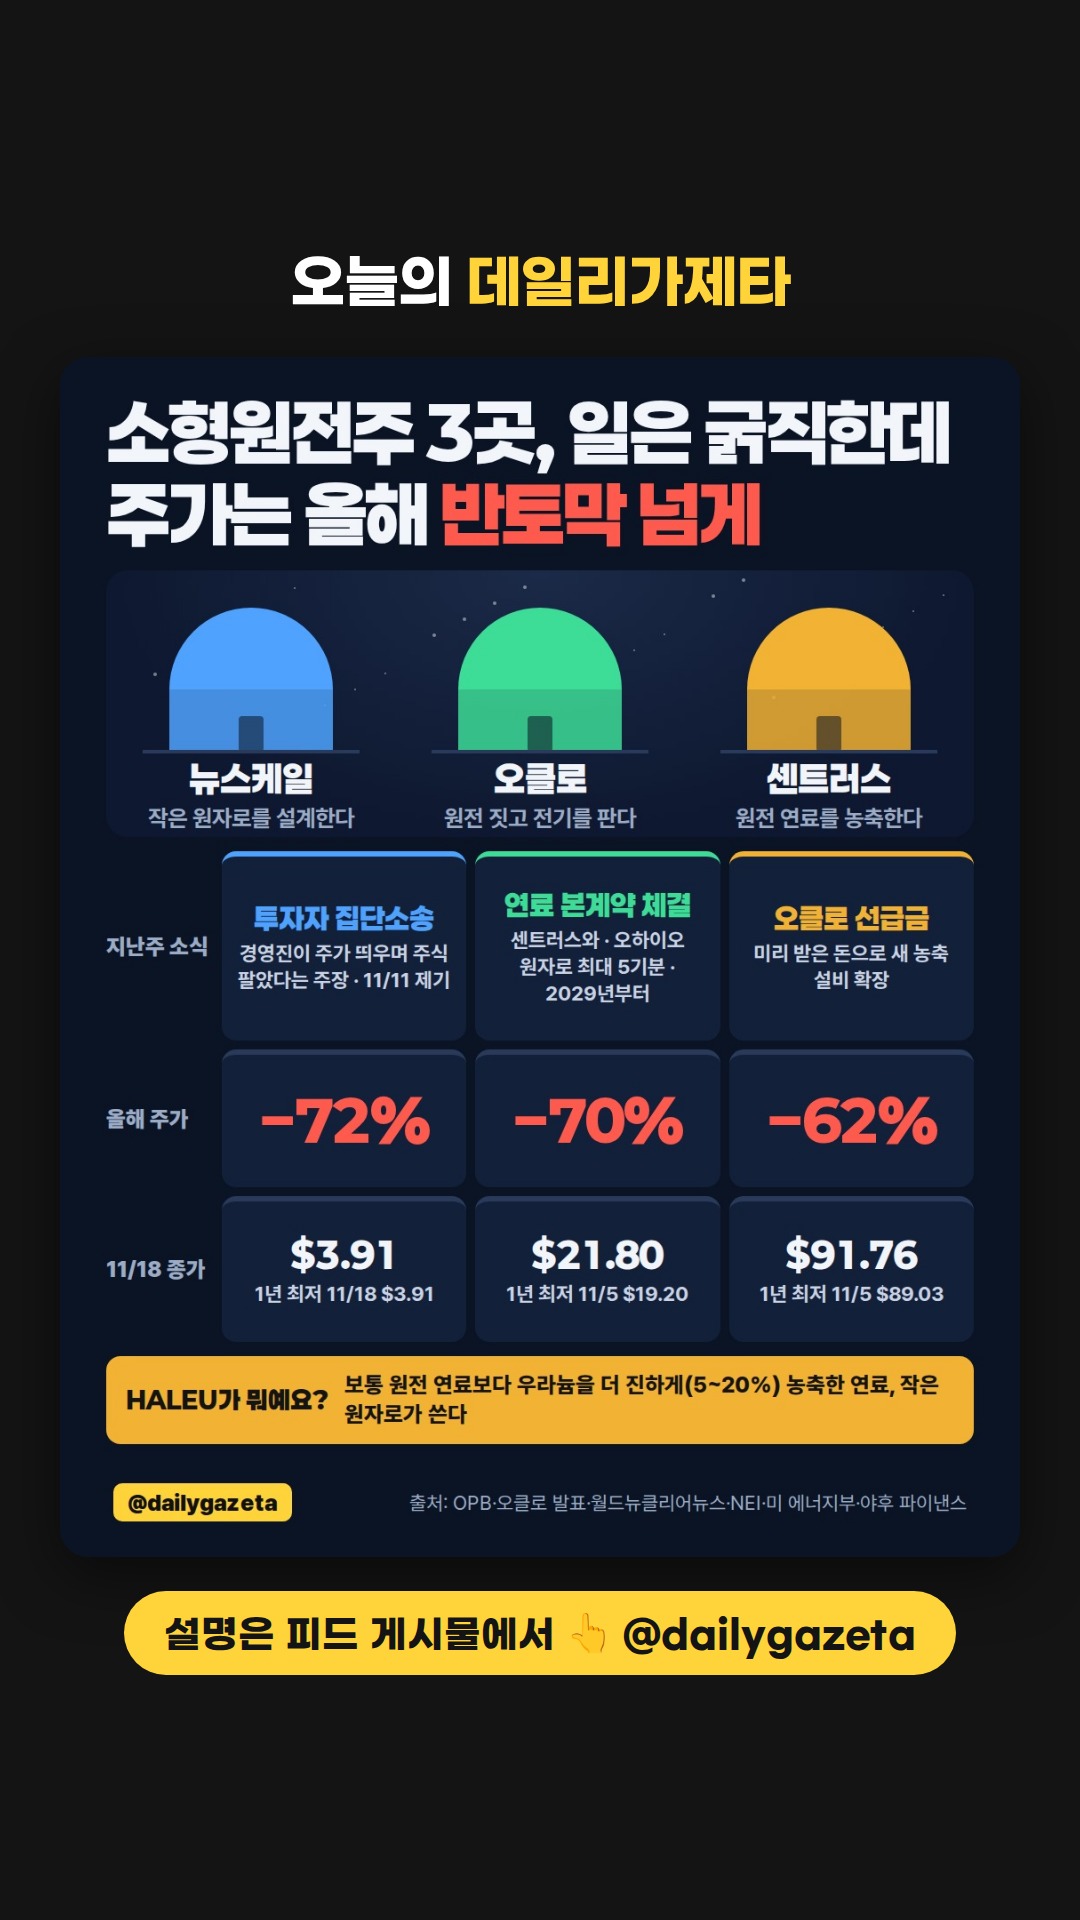 오늘의 데일리가제타
소형원전주 3곳, 일은 굵직한데
주가는 올해 반토막 넘게
뉴스케일
작은 원자로를 설계한다
오클로
원전 짓고 전기를 판다
센트러스
원전 연료를 농축한다
지난주 소식
투자자 집단소송
경영진이 주가 띄우며 주식
팔았다는 주장 · 11/11 제기
연료 본계약 체결
센트러스와 · 오하이오
원자로 최대 5기분 ·
2029년부터
오클로 선급금
미리 받은 돈으로 새 농축
설비 확장
올해 주가
−72%
−70%
−62%
11/18 종가
$3.91
1년 최저 11/18 $3.91
$21.80
1년 최저 11/5 $19.20
$91.76
1년 최저 11/5 $89.03
HALEU가 뭐예요?
보통 원전 연료보다 우라늄을 더 진하게(5~20%) 농축한 연료, 작은
원자로가 쓴다
@dailygazeta
출처: OPB·오클로 발표·월드뉴클리어뉴스·NEI·미 에너지부·야후 파이낸스
설명은 피드 게시물에서 👆 @dailygazeta